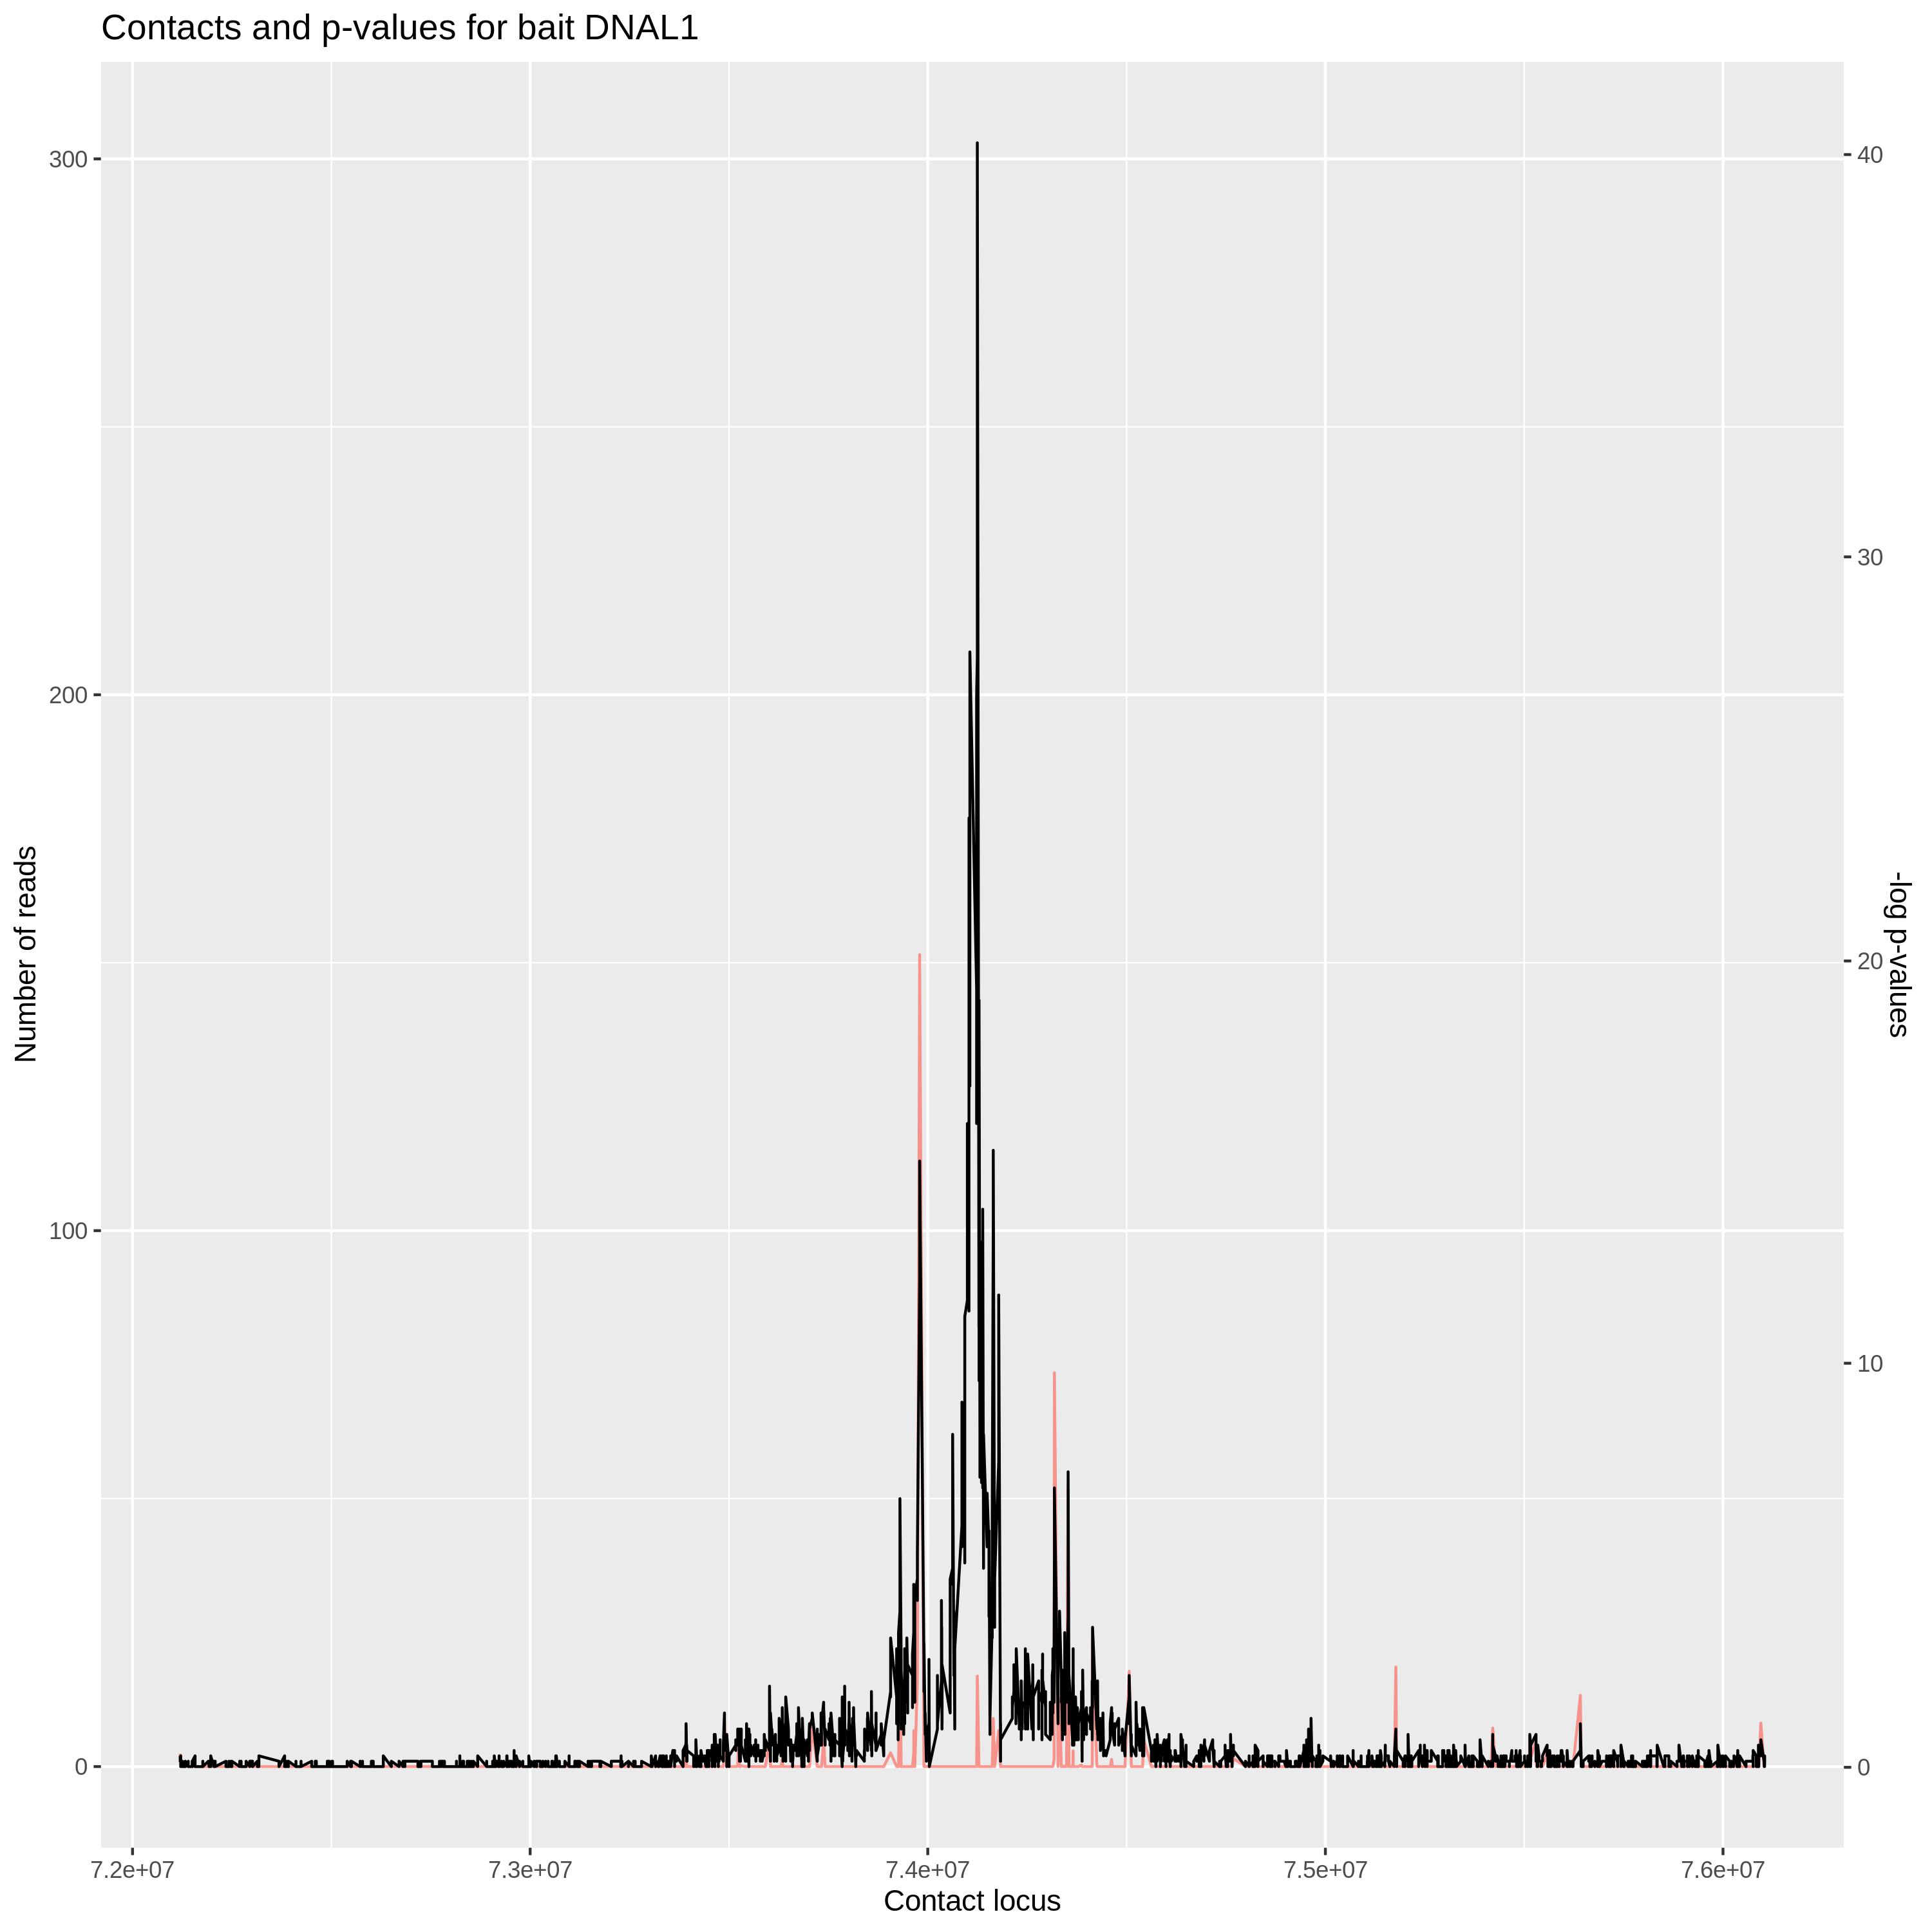 Contacts and p-values for bait DNAL1
300
200
100
0
Number of reads
40
30
20
10
0
-log p-values
7.2e+07
7.3e+07
7.4e+07
7.5e+07
7.6e+07
Contact locus